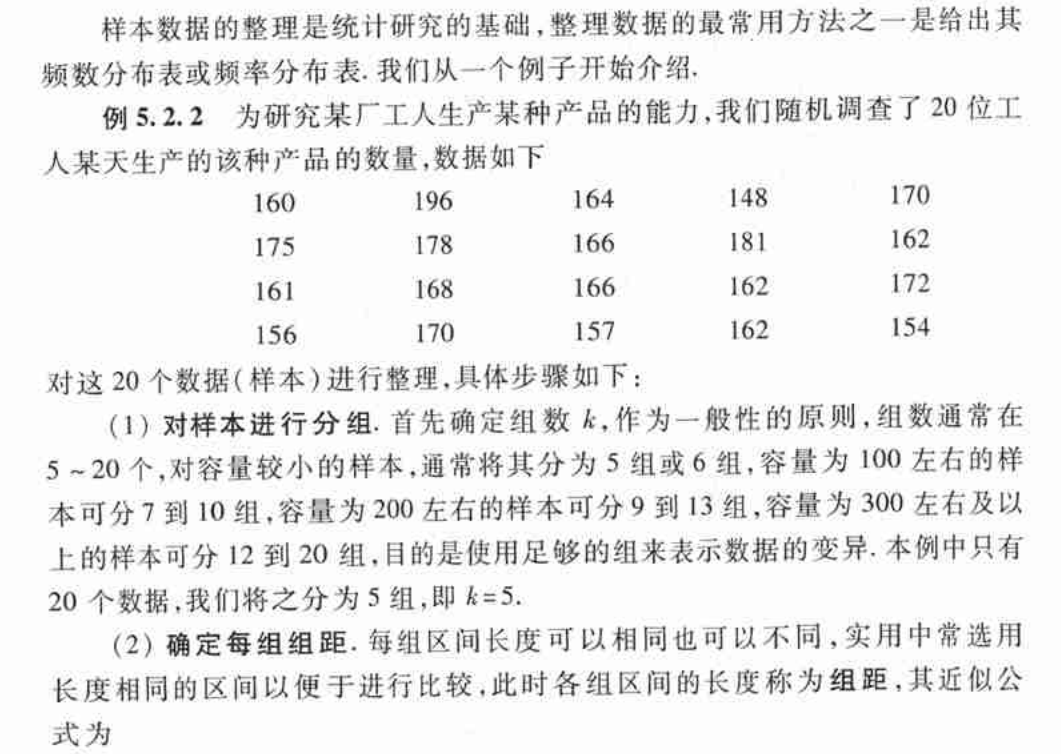 样本数据的整理是统计研究的基础,整理数据的最常用方法之一是给出其
频数分布表或频率分布表.我们从一个例子开始介绍.
例 5.2.2 为研究某厂工人生产某种产品的能力,我们随机调查了 20 位工
人某天生产的该种产品的数量,数据如下
160 196 164 148 170
175 178 166 181 162
161 168 166 162 172
156 170 157 162 154
对这 20 个数据(样本)进行整理,具体步骤如下:
(1) 对样本进行分组. 首先确定组数 k,作为一般性的原则,组数通常在
5 ~ 20 个,对容量较小的样本,通常将其分为 5 组或 6 组,容量为 100 左右的样
本可分 7 到 10 组,容量为 200 左右的样本可分 9 到 13 组,容量为 300 左右及以
上的样本可分 12 到 20 组,目的是使用足够的组来表示数据的变异. 本例中只有
20 个数据,我们将之分为 5 组,即 k=5.
(2) 确定每组组距. 每组区间长度可以相同也可以不同,实用中常选用
长度相同的区间以便于进行比较,此时各组区间的长度称为组距,其近似公
式为